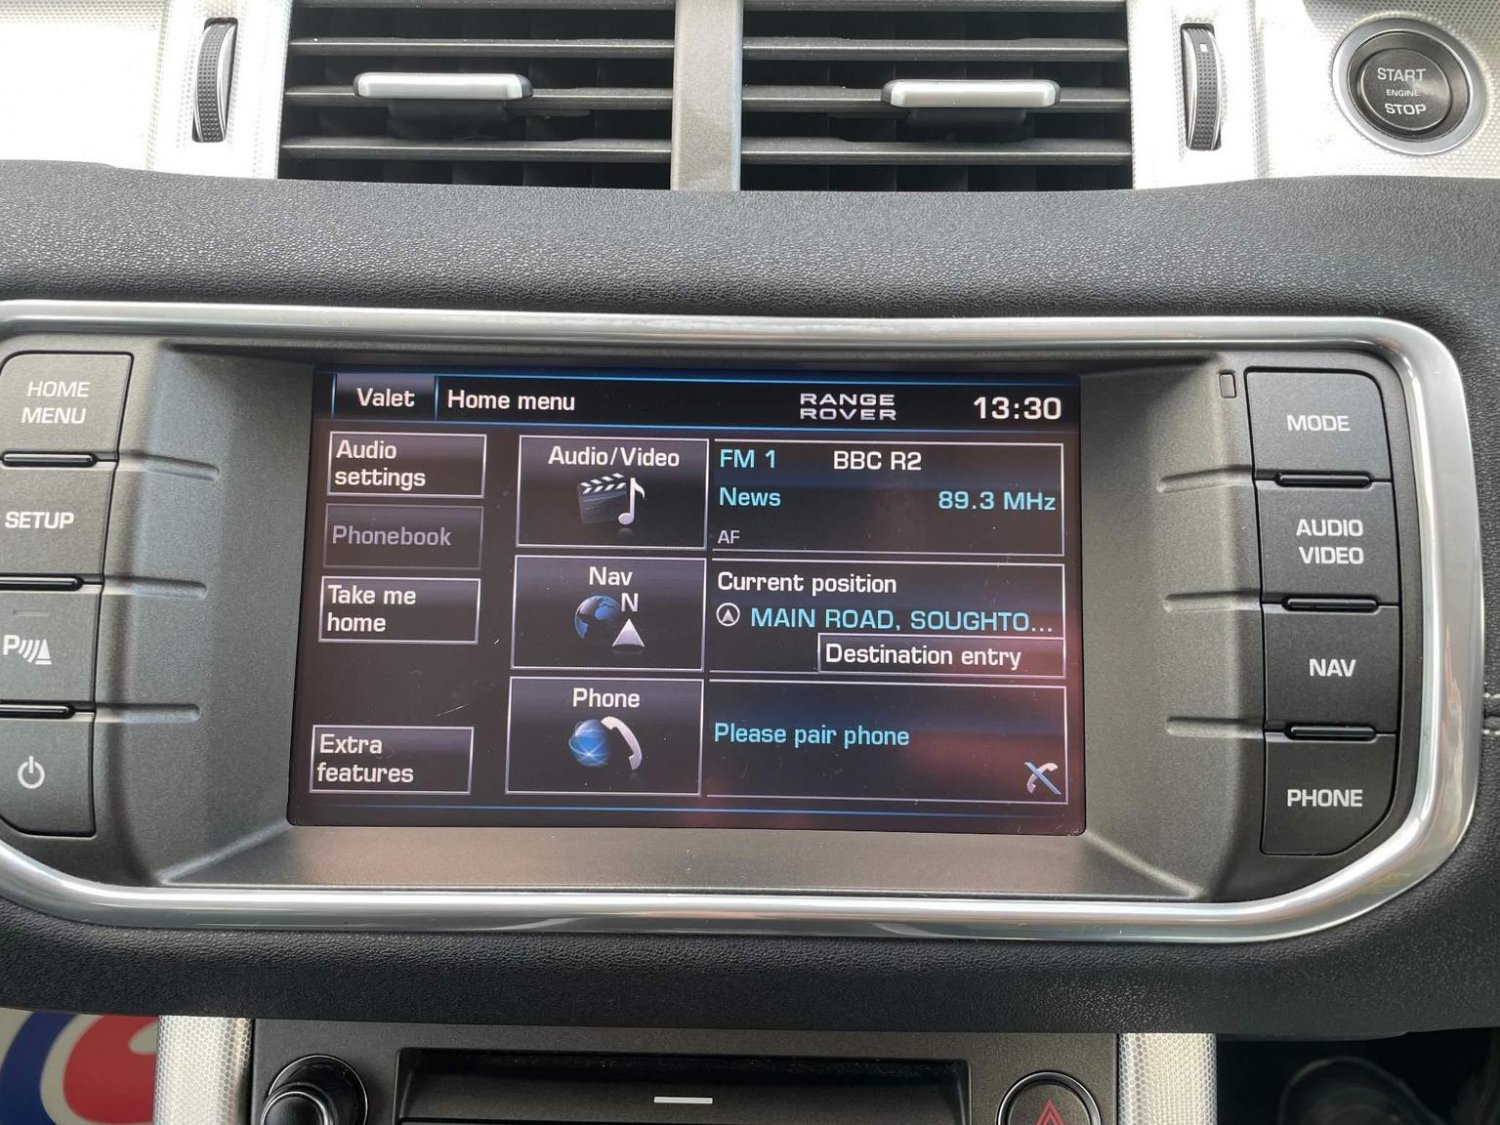 START
ENGINE
STOP
HOME
MENU
SETUP
P
Valet
Home menu
RANGE
ROVER
13:30
Audio
settings
Phonebook
Take me
home
Extra
features
Audio/Video
Nav
N
Phone
FM 1
BBC R2
News
89.3 MHz
AF
Current position
MAIN ROAD, SOUGHTO...
Destination entry
Please pair phone
MODE
AUDIO
VIDEO
NAV
PHONE